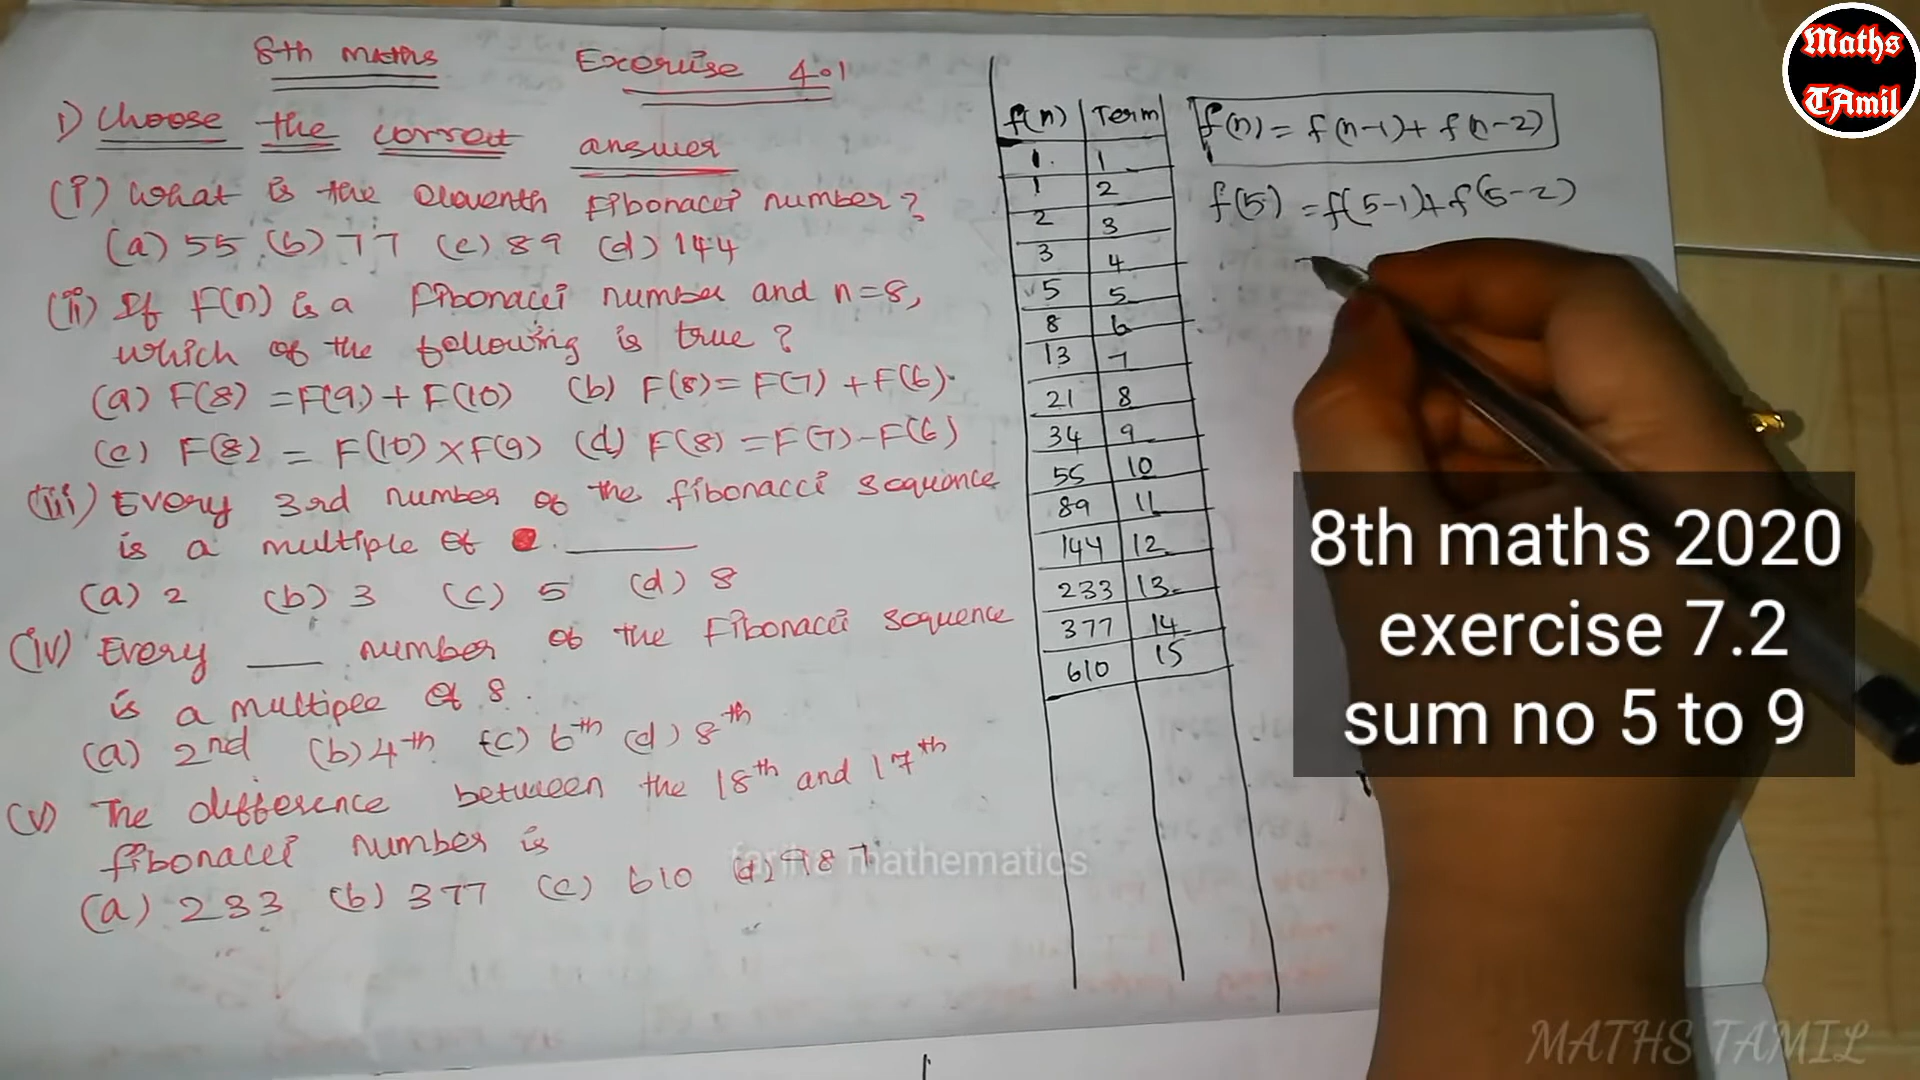 8th maths Exercise 4.1
1) Choose the correct answer
(i) What is the eleventh Fibonacci number?
(a) 55 (b) 77 (c) 89 (d) 144
(ii) If F(n) is a Fibonacci number and n=8,
which of the following is true?
(a) F(8) = F(9) + F(10) (b) F(8) = F(7) + F(6).
(c) F(8) = F(10) × F(9) (d) F(8) = F(7) - F(6)
(iii) Every 3rd number of the fibonacci sequence
is a multiple of ______
(a) 2 (b) 3 (c) 5 (d) 8
(iv) Every ___ number of the Fibonacci sequence
is a multiple of 8.
(a) 2nd (b) 4th (c) 6th (d) 8th
(v) The difference between the 18th and 17th
fibonacci number is
(a) 233 (b) 377 (c) 610 (d) 987
f(n) Term
1 1
1 2
2 3
3 4
5 5
8 6
13 7
21 8
34 9
55 10
89 11
144 12
233 13
377 14
610 15
f(n) = f(n-1) + f(n-2)
f(5) = f(5-1) + f(5-2)
8th maths 2020
exercise 7.2
sum no 5 to 9
Maths
TAmil
mathematics
MATHS TAMIL